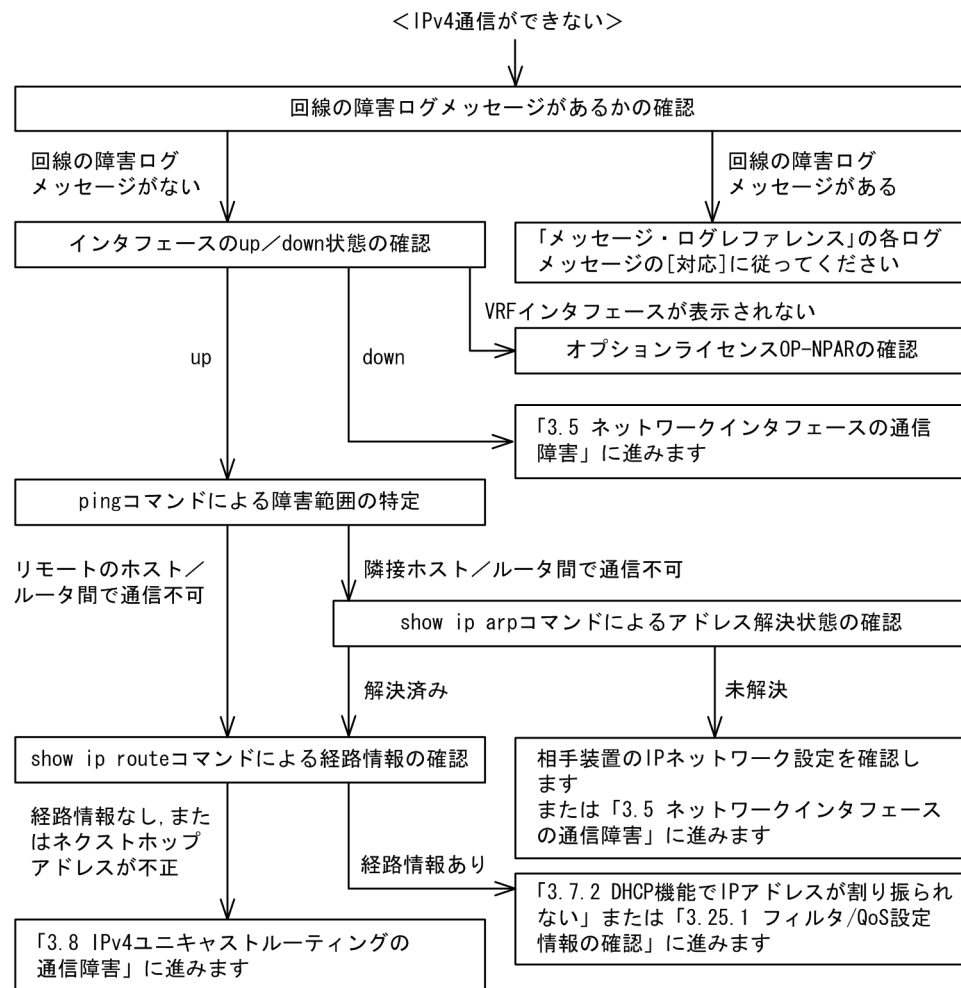 ＜IPv4通信ができない＞
回線の障害ログメッセージがあるかの確認
回線の障害ログ
メッセージがない
回線の障害ログ
メッセージがある
インタフェースのup／down状態の確認
「メッセージ・ログレファレンス」の各ログ
メッセージの[対応]に従ってください
VRFインタフェースが表示されない
オプションライセンスOP-NPARの確認
up
down
「3.5 ネットワークインタフェースの通信
障害」に進みます
pingコマンドによる障害範囲の特定
リモートのホスト／
ルータ間で通信不可
隣接ホスト／ルータ間で通信不可
show ip arpコマンドによるアドレス解決状態の確認
解決済み
未解決
show ip routeコマンドによる経路情報の確認
相手装置のIPネットワーク設定を確認し
ます
または「3.5 ネットワークインタフェース
の通信障害」に進みます
経路情報なし,また
はネクストホップ
アドレスが不正
経路情報あり
「3.7.2 DHCP機能でIPアドレスが割り振られ
ない」または「3.25.1 フィルタ/QoS設定
情報の確認」に進みます
「3.8 IPv4ユニキャストルーティングの
通信障害」に進みます